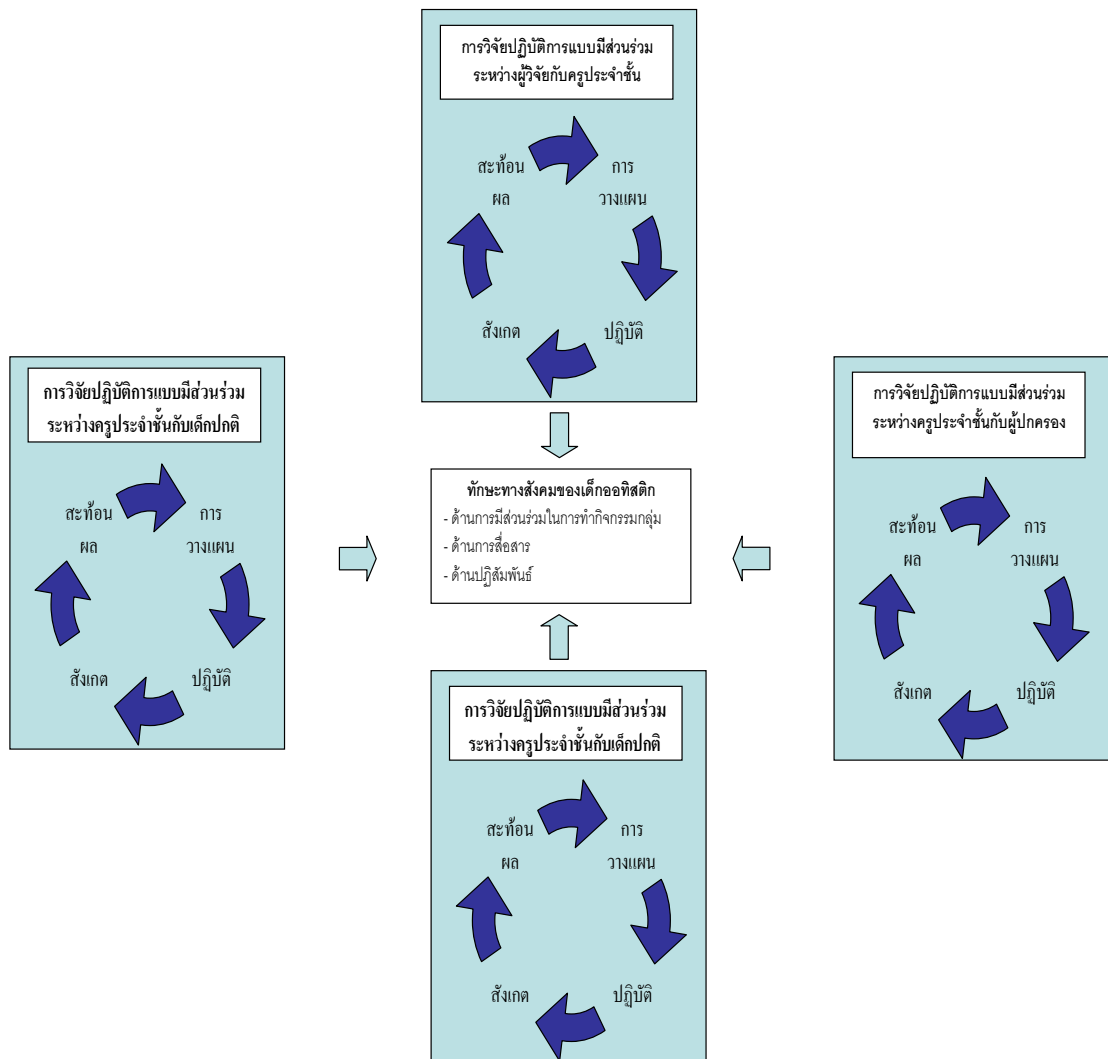 การวิจัยปฏิบัติการแบบมีส่วนร่วม
ระหว่างผู้วิจัยกับครูประจำชั้น
สะท้อน
ผล
การ
วางแผน
สังเกต
ปฏิบัติ
การวิจัยปฏิบัติการแบบมีส่วนร่วม
ระหว่างครูประจำชั้นกับเด็กปกติ
สะท้อน
ผล
การ
วางแผน
สังเกต
ปฏิบัติ
ทักษะทางสังคมของเด็กออทิสติก
- ด้านการมีส่วนร่วมในการทำกิจกรรมกลุ่ม
- ด้านการสื่อสาร
- ด้านปฏิสัมพันธ์
การวิจัยปฏิบัติการแบบมีส่วนร่วม
ระหว่างครูประจำชั้นกับผู้ปกครอง
สะท้อน
ผล
การ
วางแผน
สังเกต
ปฏิบัติ
การวิจัยปฏิบัติการแบบมีส่วนร่วม
ระหว่างครูประจำชั้นกับเด็กปกติ
สะท้อน
ผล
การ
วางแผน
สังเกต
ปฏิบัติ